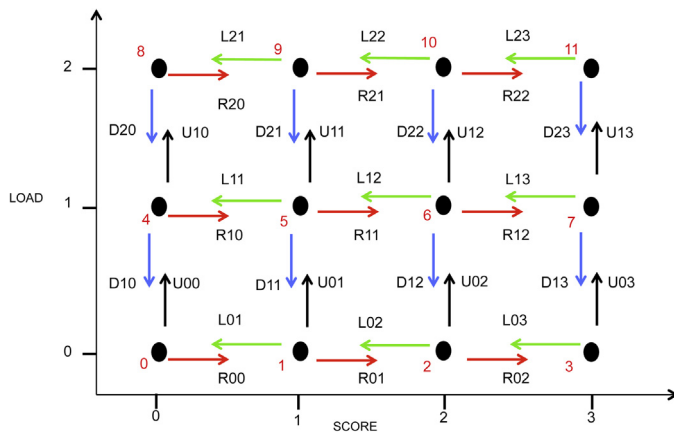 8 L21 9 L22 10 L23 11
2
R20 R21 R22
D20 U10 D21 U11 D22 U12 D23 U13
L11 L12 L13
LOAD 1
4 R10 5 R11 6 R12 7
D10 U00 D11 U01 D12 U02 D13 U03
L01 L02 L03
0
0 R00 1 R01 2 R02 3
0 1 2 3
SCORE